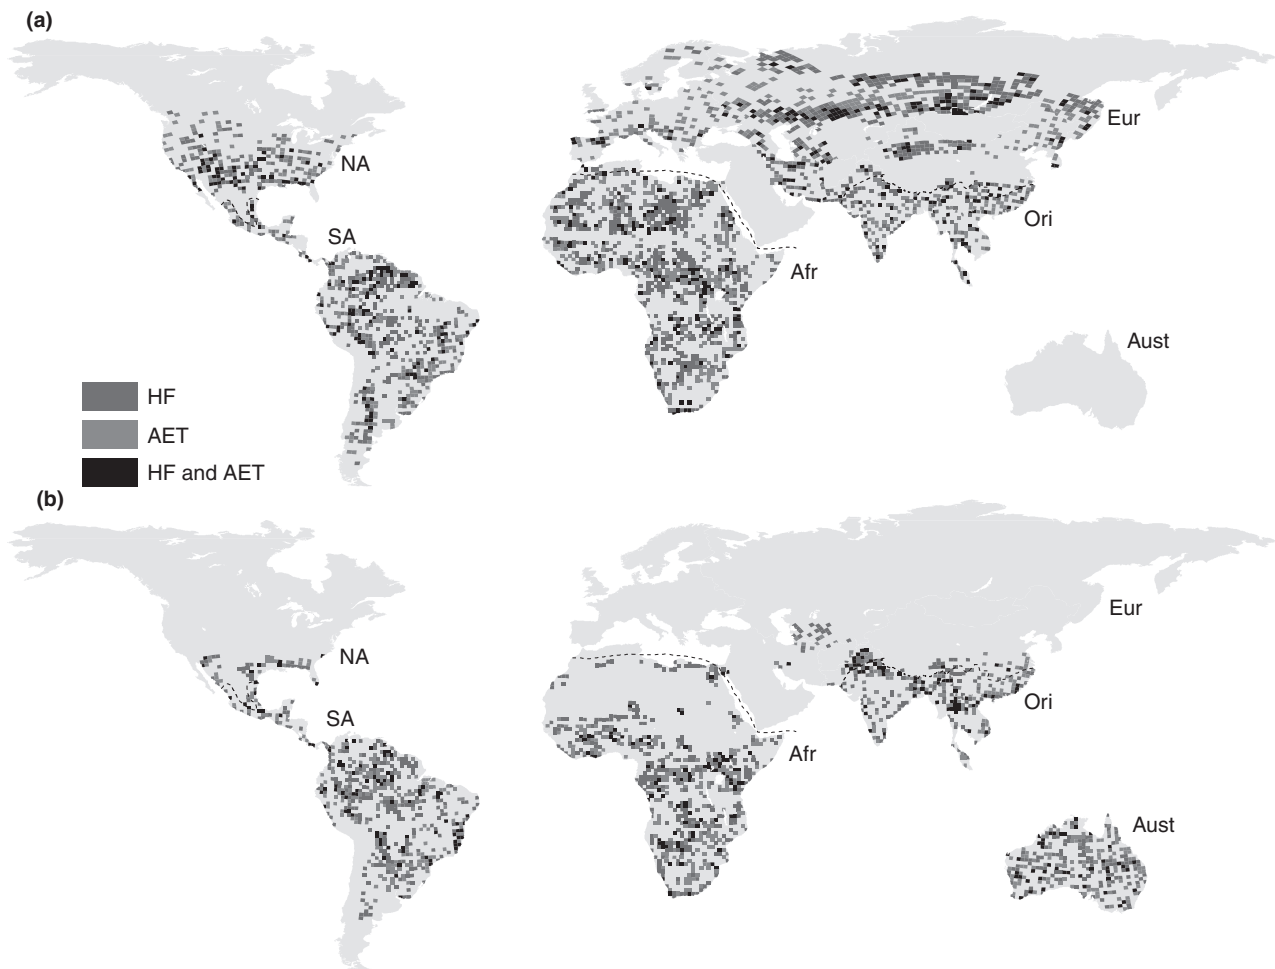 (a)
Eur
NA
Ori
SA
Afr
Aust
HF
AET
HF and AET
(b)
Eur
NA
Ori
SA
Afr
Aust